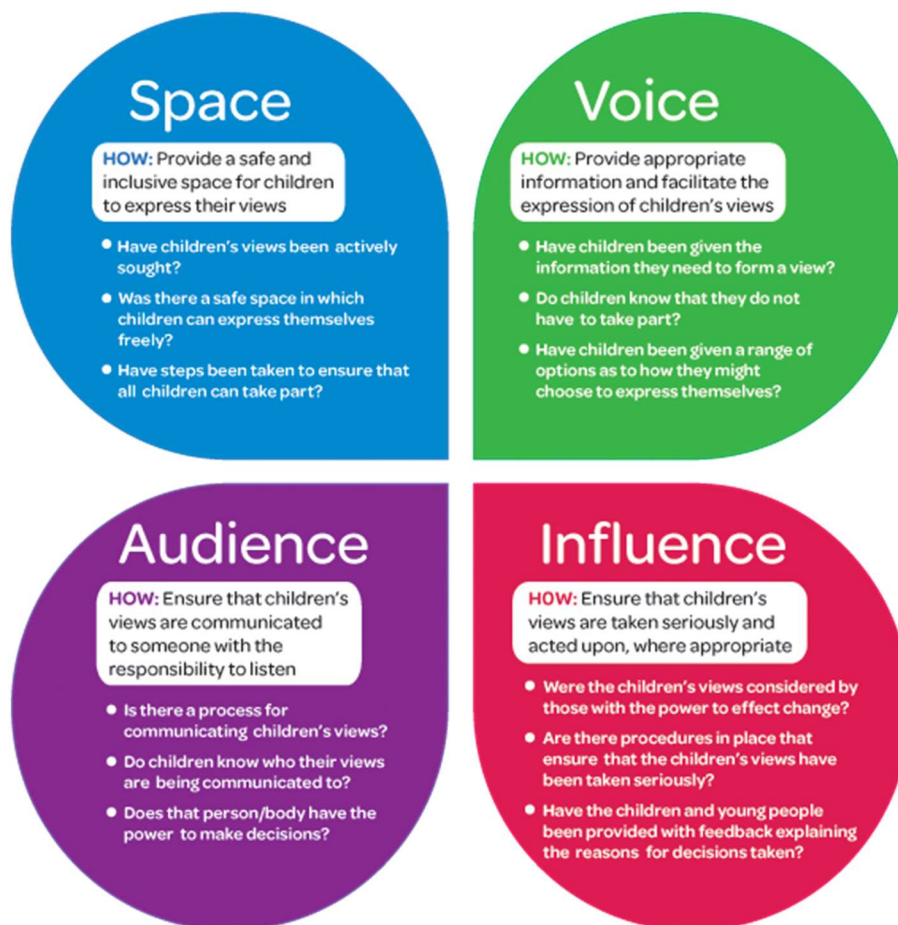 Space
HOW: Provide a safe and
inclusive space for children
to express their views
● Have children's views been actively
sought?
● Was there a safe space in which
children can express themselves
freely?
● Have steps been taken to ensure that
all children can take part?
Voice
HOW: Provide appropriate
information and facilitate the
expression of children's views
● Have children been given the
information they need to form a view?
● Do children know that they do not
have to take part?
● Have children been given a range of
options as to how they might
choose to express themselves?
Audience
HOW: Ensure that children's
views are communicated
to someone with the
responsibility to listen
● Is there a process for
communicating children's views?
● Do children know who their views
are being communicated to?
● Does that person/body have the
power to make decisions?
Influence
HOW: Ensure that children's
views are taken seriously and
acted upon, where appropriate
● Were the children's views considered by
those with the power to effect change?
● Are there procedures in place that
ensure that the children's views have
been taken seriously?
● Have the children and young people
been provided with feedback explaining
the reasons for decisions taken?